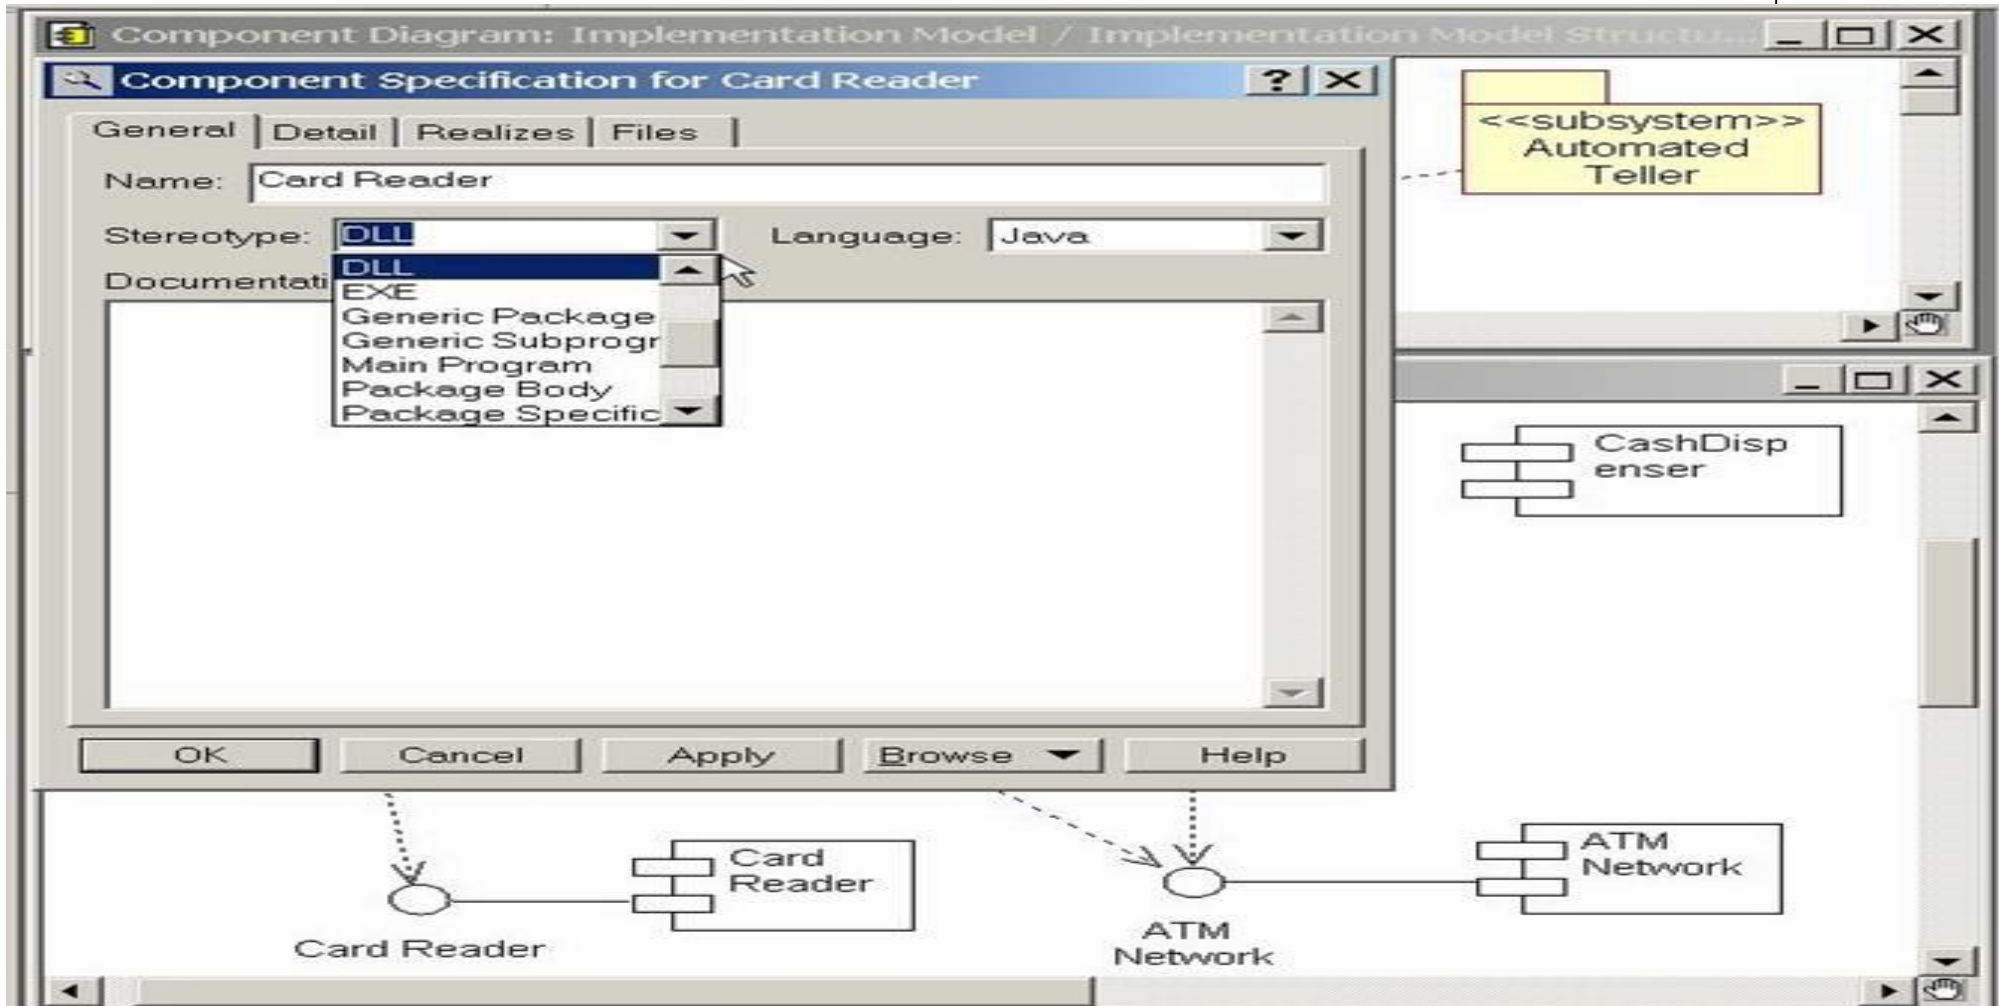 Component Diagram: Implementation Model / Implementation Model Structu...
Component Specification for Card Reader
General Detail Realizes Files
Name: Card Reader
Stereotype: DLL Language: Java
Documentati
DLL
EXE
Generic Package
Generic Subprogr
Main Program
Package Body
Package Specific
OK Cancel Apply Browse Help
<<subsystem>>
Automated
Teller
CashDisp
enser
Card
Reader
Card Reader
ATM
Network
ATM
Network